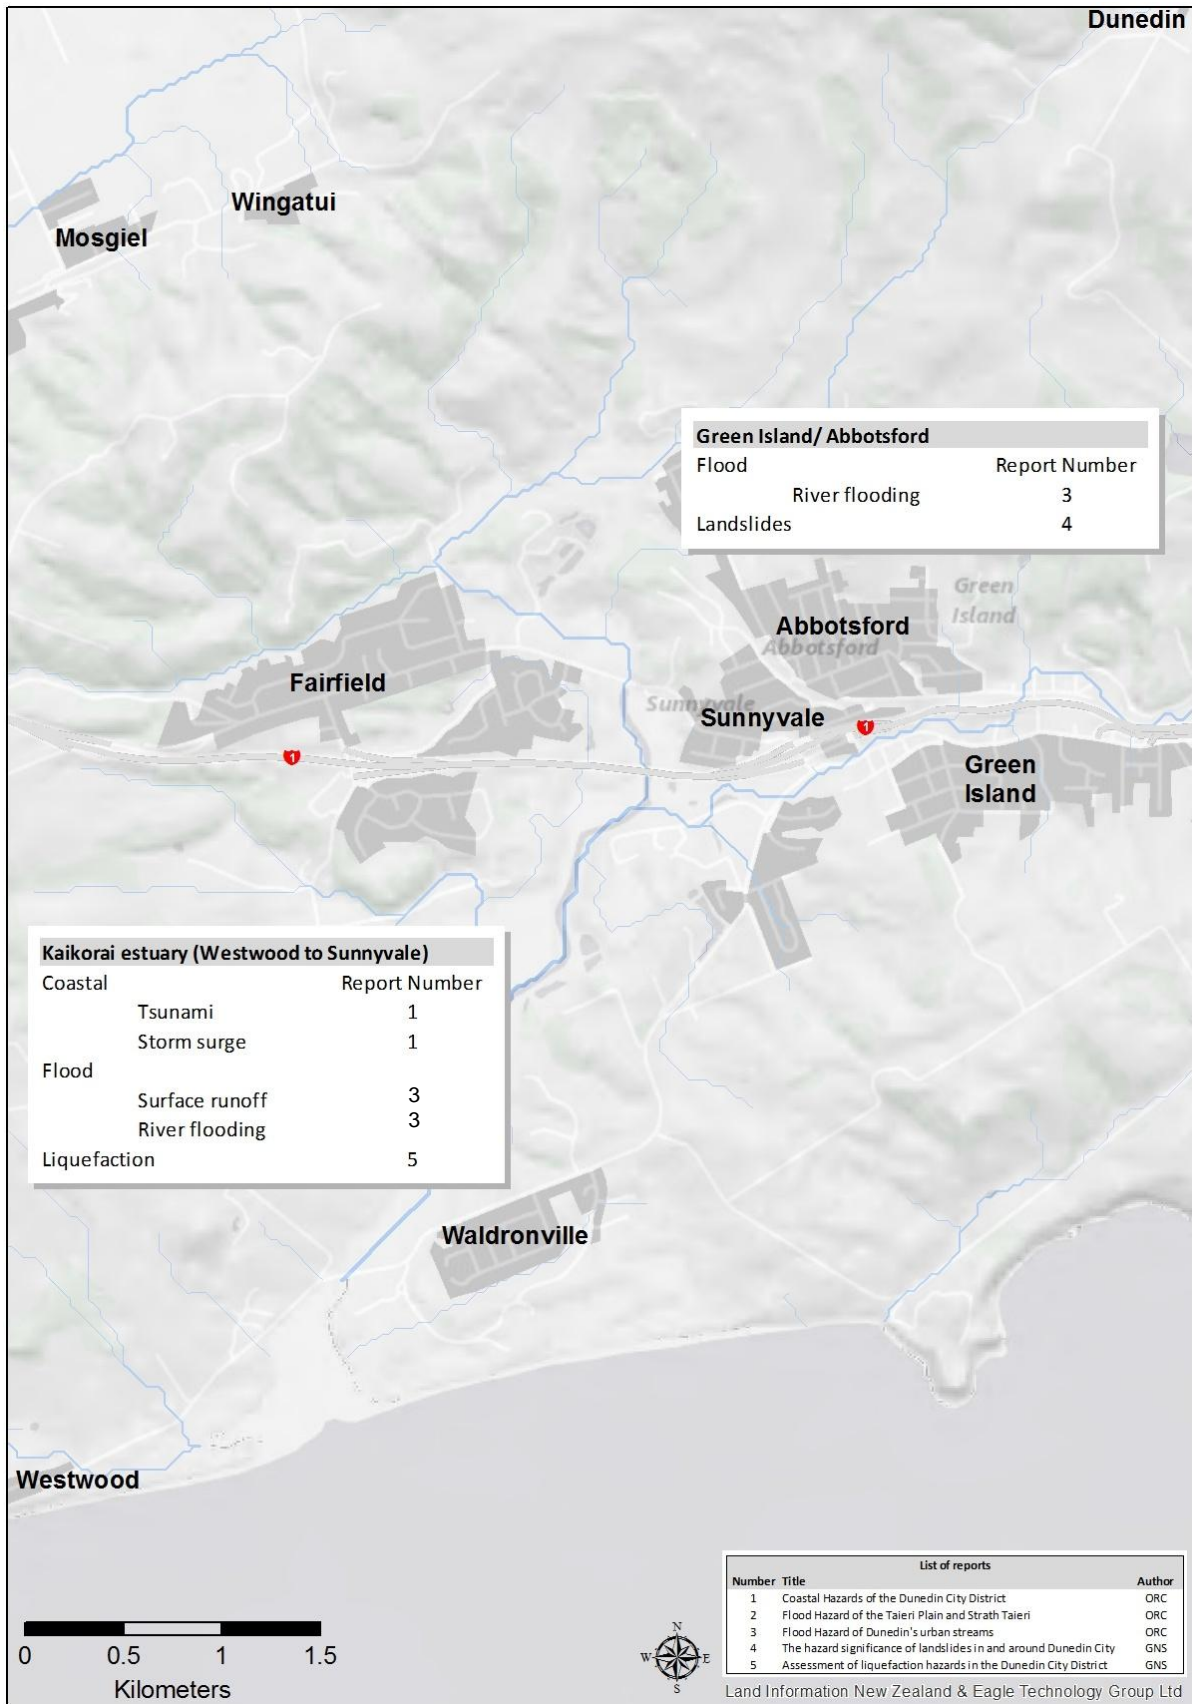 Dunedin
Wingatui
Mosgiel
Green Island/ Abbotsford
Flood Report Number
River flooding 3
Landslides 4
Green
Island
Abbotsford
Abbotsford
Fairfield
Sunnyvale
Sunnyvale
1
1
Green
Island
Kaikorai estuary (Westwood to Sunnyvale)
Coastal Report Number
Tsunami 1
Storm surge 1
Flood
Surface runoff 3
River flooding 3
Liquefaction 5
Waldronville
Westwood
List of reports
Number Title Author
1 Coastal Hazards of the Dunedin City District ORC
2 Flood Hazard of the Taieri Plain and Strath Taieri ORC
3 Flood Hazard of Dunedin's urban streams ORC
4 The hazard significance of landslides in and around Dunedin City GNS
5 Assessment of liquefaction hazards in the Dunedin City District GNS
0 0.5 1 1.5
Kilometers
N
W E
S
Land Information New Zealand & Eagle Technology Group Ltd